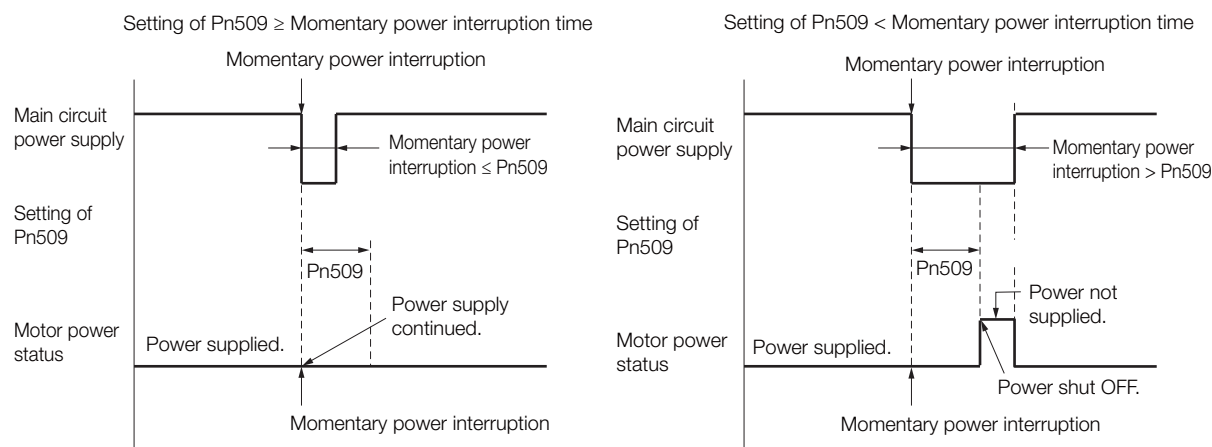 Setting of Pn509 ≥ Momentary power interruption time
Momentary power interruption
Main circuit
power supply
Momentary power
interruption ≤ Pn509
Setting of
Pn509
Pn509
Power supply
continued.
Motor power
status
Power supplied.
Momentary power interruption
Setting of Pn509 < Momentary power interruption time
Momentary power interruption
Main circuit
power supply
Momentary power
interruption > Pn509
Setting of
Pn509
Pn509
Power not
supplied.
Motor power
status
Power supplied.
Power shut OFF.
Momentary power interruption